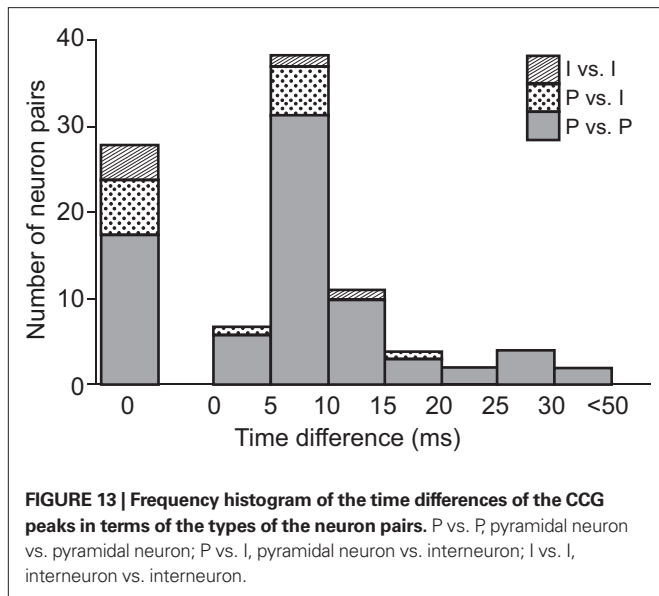 40
30
20
10
0
Number of neuron pairs
I vs. I
P vs. I
P vs. P
0 0 5 10 15 20 25 30 <50
Time difference (ms)
FIGURE 13 | Frequency histogram of the time differences of the CCG
peaks in terms of the types of the neuron pairs. P vs. P, pyramidal neuron
vs. pyramidal neuron; P vs. I, pyramidal neuron vs. interneuron; I vs. I,
interneuron vs. interneuron.